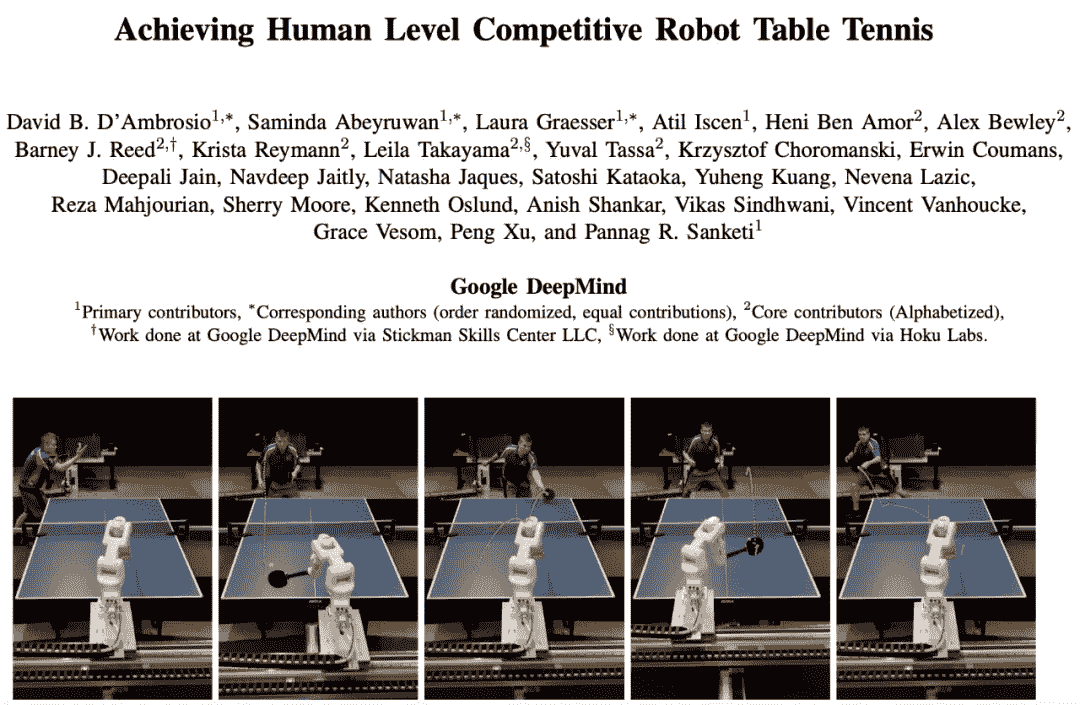 Achieving Human Level Competitive Robot Table Tennis
David B. D'Ambrosio¹,*, Saminda Abeyruwan¹,*, Laura Graesser¹,*, Atil Iscen¹, Heni Ben Amor², Alex Bewley²,
Barney J. Reed²,†, Krista Reymann², Leila Takayama²,§, Yuval Tassa², Krzysztof Choromanski, Erwin Coumans,
Deepali Jain, Navdeep Jaitly, Natasha Jaques, Satoshi Kataoka, Yuheng Kuang, Nevena Lazic,
Reza Mahjourian, Sherry Moore, Kenneth Oslund, Anish Shankar, Vikas Sindhwani, Vincent Vanhoucke,
Grace Vesom, Peng Xu, and Pannag R. Sanketi¹
Google DeepMind
¹Primary contributors, *Corresponding authors (order randomized, equal contributions), ²Core contributors (Alphabetized),
†Work done at Google DeepMind via Stickman Skills Center LLC, §Work done at Google DeepMind via Hoku Labs.